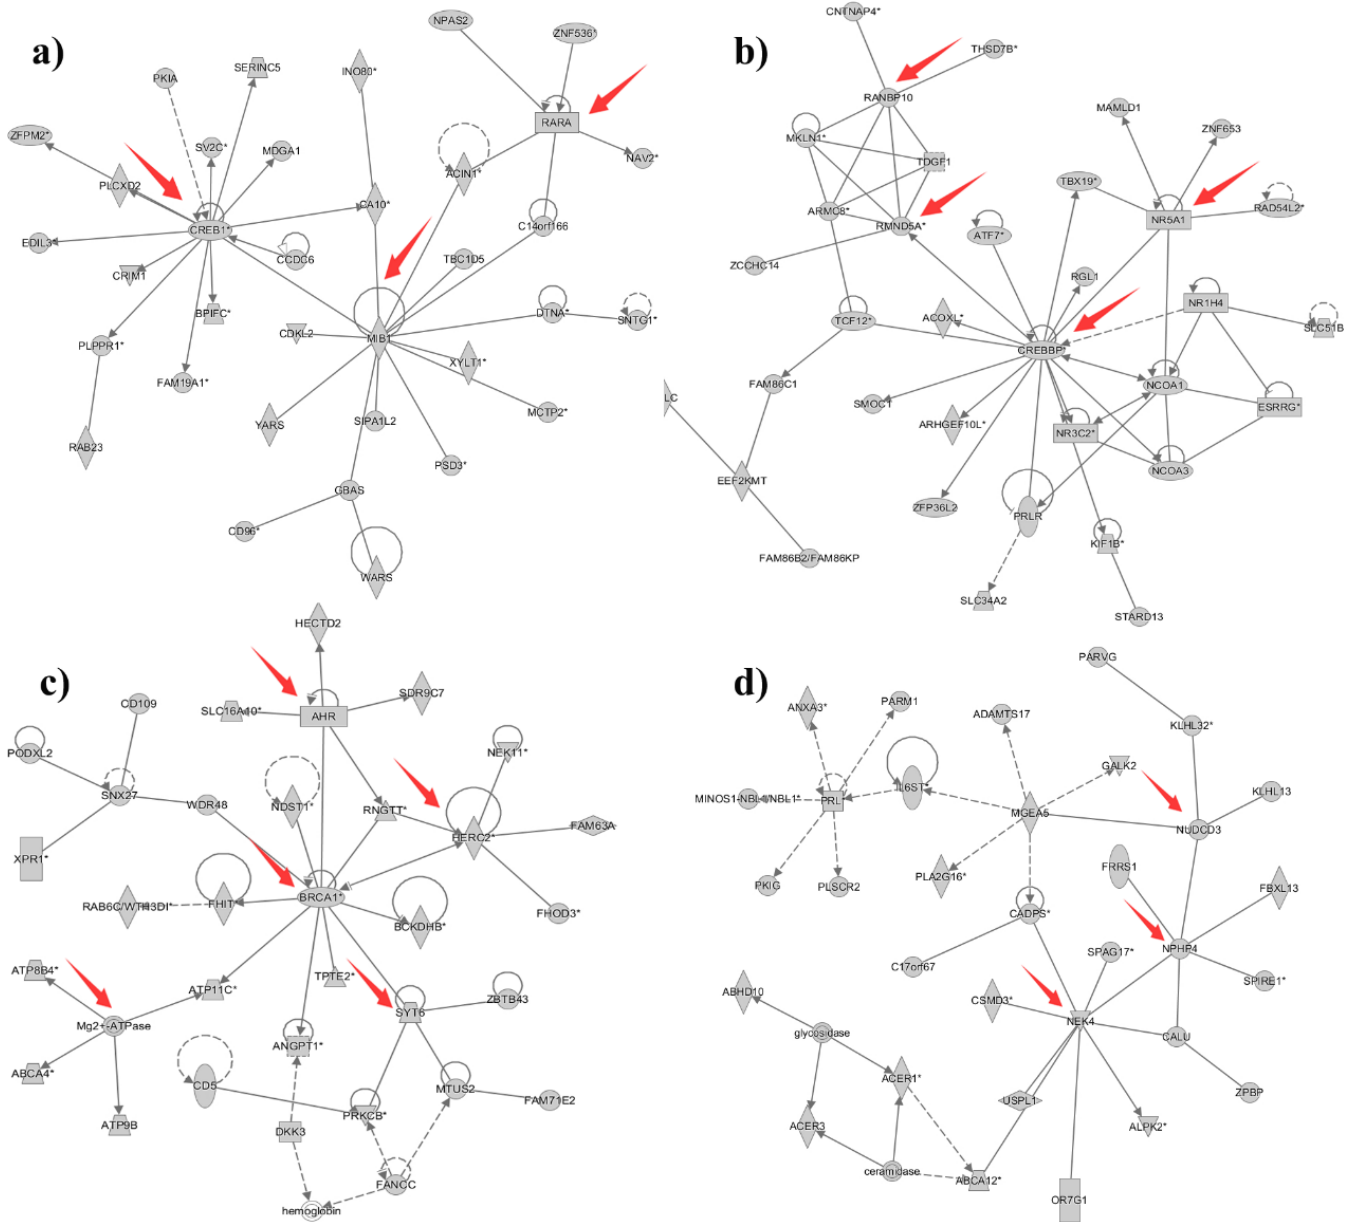 a)
NPAS2
ZNF536*
SERINC5
PKIA
INO80*
RARA
ZFPM2*
SV2C*
MDGA1
NAV2*
PLCXD2
ACIN1*
CA10*
C14orf166
CREB1*
EDIL3*
CCDC6
TBC1D5
CRIM1
BPIFC*
DTNA*
SNTG1*
CDKL2
MIB1
PLPPR1*
XYLT1*
FAM19A1*
MCTP2*
YARS
SIPA1L2
RAB23
PSD3*
GBAS
CD96*
WARS
b)
CNTNAP4*
THSD7B*
RANBP10
MAMLD1
ZNF653
MKLN1*
TDGF1
TBX19*
RAD54L2*
ARMC8*
NR5A1
RMND5A*
ATF7*
ZCCHC14
RGL1
NR1H4
ACOXL*
TCF12*
SLC51B
CREBBP*
FAM86C1
NCOA1
LC
SMOC1
ESRRG*
ARHGEF10L*
NR3C2*
NCOA3
EEF2KMT
ZFP36L2
PRLR
KIF1B*
FAM86B2/FAM86KP
SLC34A2
STARD13
c)
HECTD2
SDR9C7
CD109
SLC16A10*
AHR
PODXL2
NEK11*
SNX27
WDR48
NDST1*
RNGTT*
FAM63A
HERC2*
XPR1*
BRCA1*
RAB6C/WTH3DI*
FHIT
FHOD3*
BCKDHB*
ATP8B4*
TPTE2*
ATP11C*
ZBTB43
SYT6
Mg2+-ATPase
ANGPT1*
ABCA4*
CD5
MTUS2
FAM71E2
PRKCB*
ATP9B
DKK3
FANCC
hemoglobin
d)
PARVG
ANXA3*
PARM1
ADAMTS17
KLHL32*
GALK2
IL6ST*
KLHL13
MINOS1-NBL1/NBL1*
PRL
MGEA5
NUDCD3
FRRS1
PLA2G16*
FBXL13
PKIG
PLSCR2
CADPS*
SPAG17*
NPHP4
C17orf67
SPIRE1*
ABHD10
CSMD3*
NEK4
glycosidase
CALU
ACER1*
ZPBP
USPL1
ACER3
ALPK2*
ceramidase
ABCA12*
OR7G1